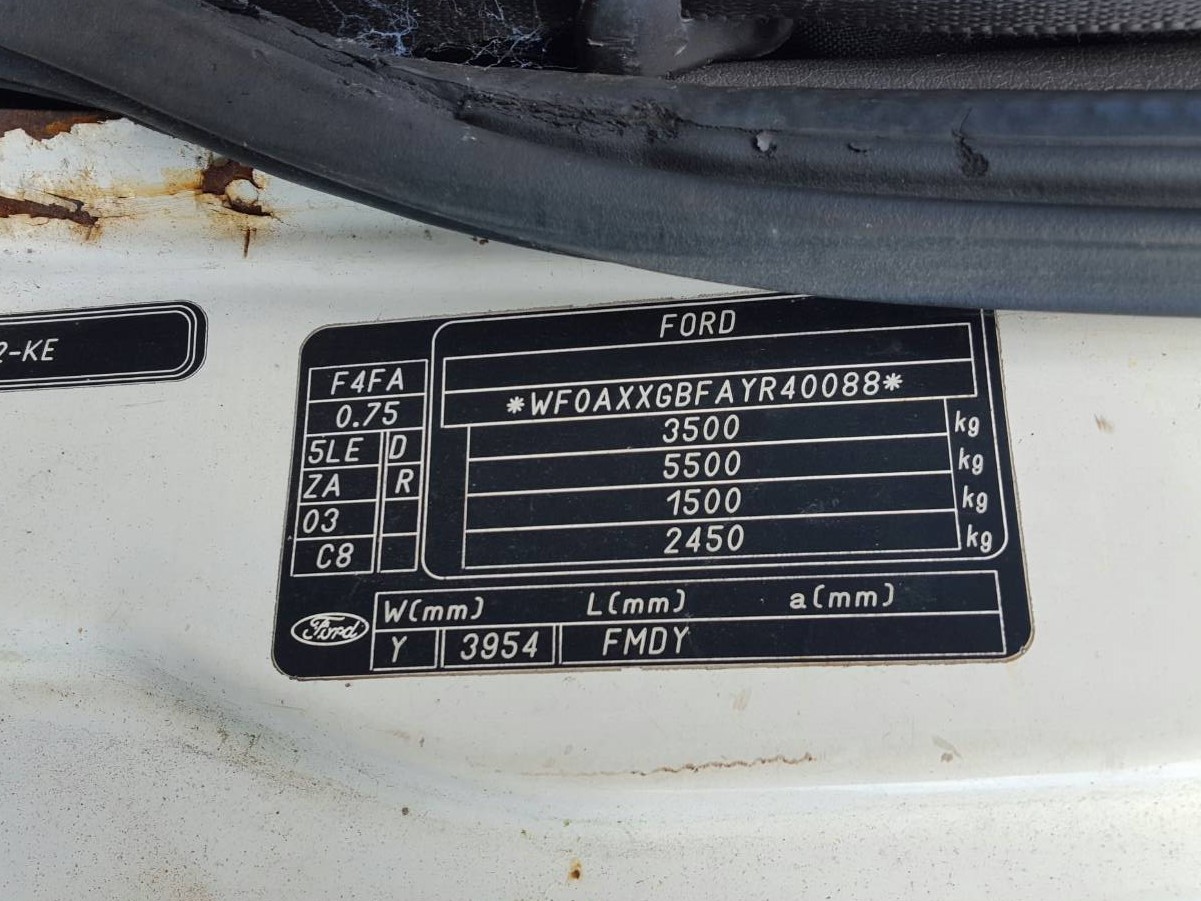 2-KE
FORD
*WF0AXXGBFAYR40088*
3500 kg
5500 kg
1500 kg
2450 kg
F4FA
0.75
5LE D
ZA R
03
C8
Ford
W(mm) L(mm) a(mm)
Y 3954 FMDY